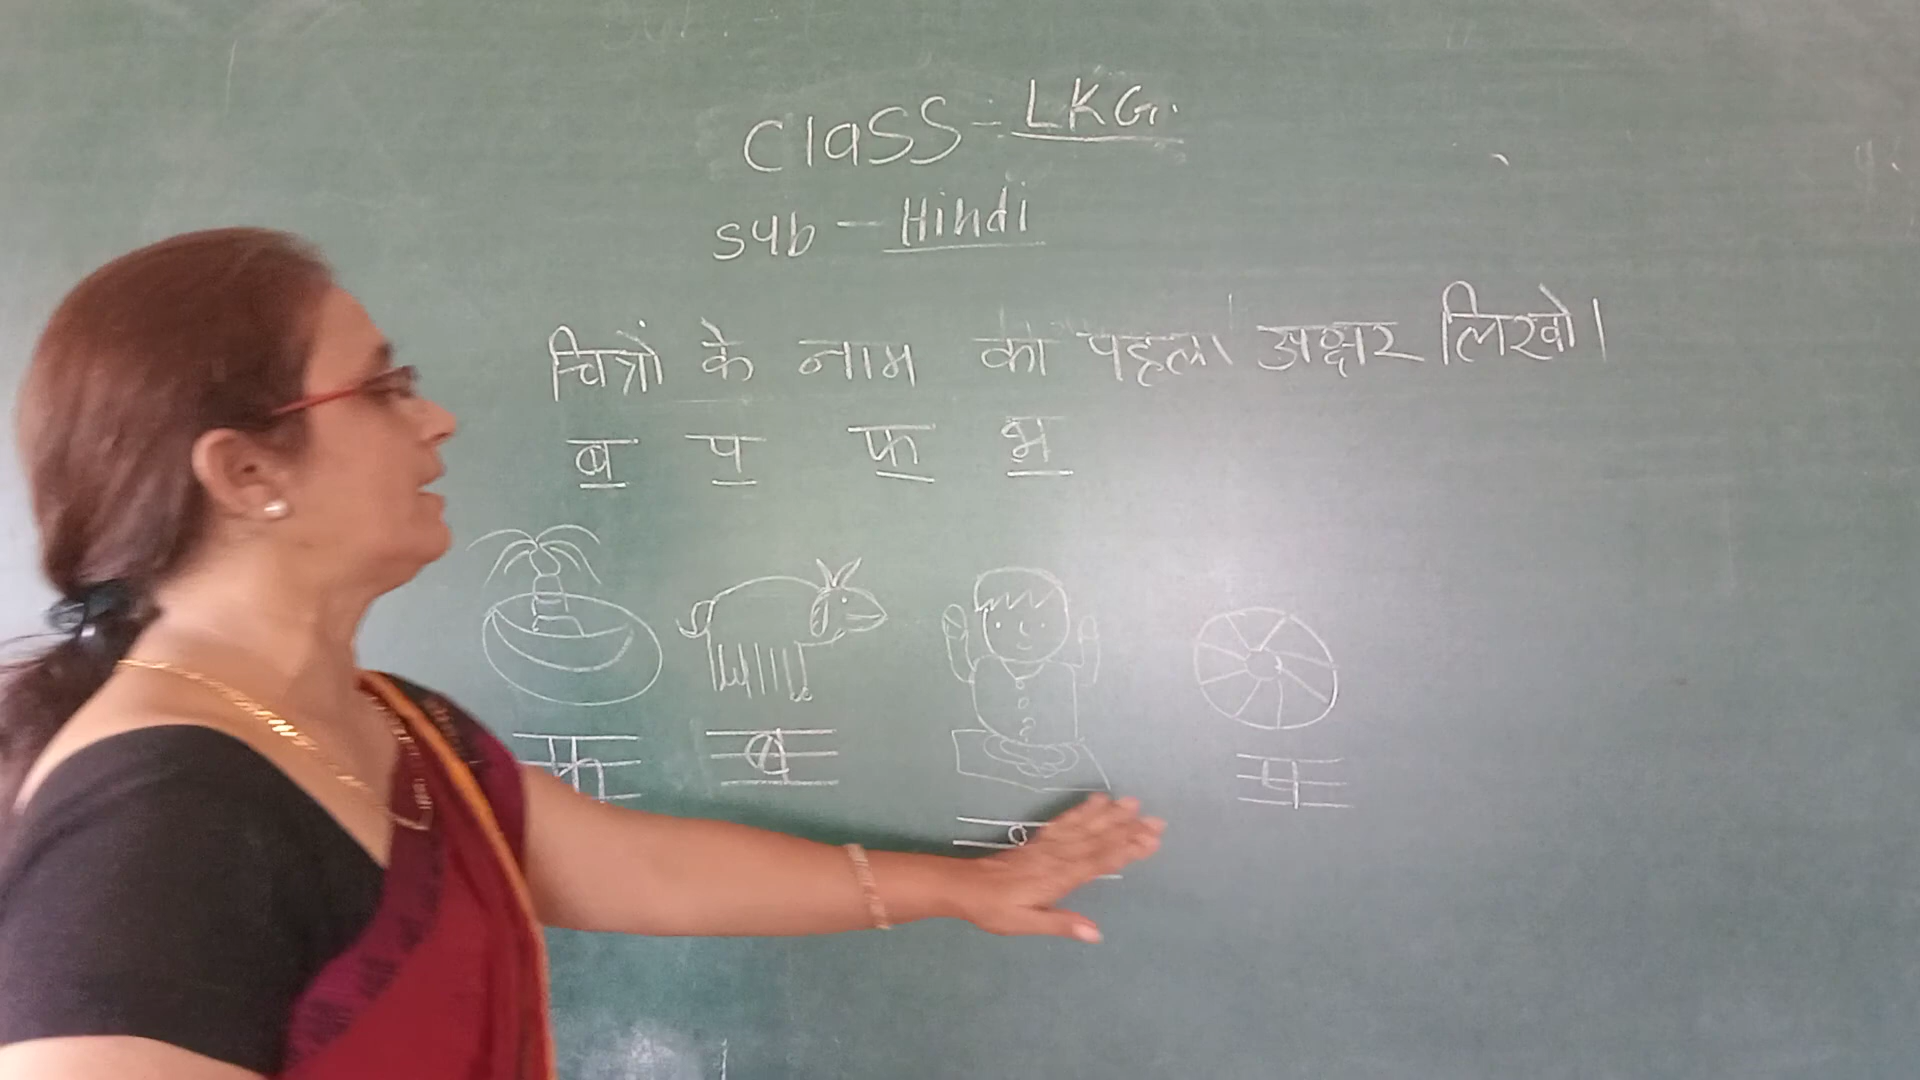 Class - LKG.
Sub - Hindi
चित्रों के नाम का पहला अक्षर लिखो।
ब प फ भ
फ ब प